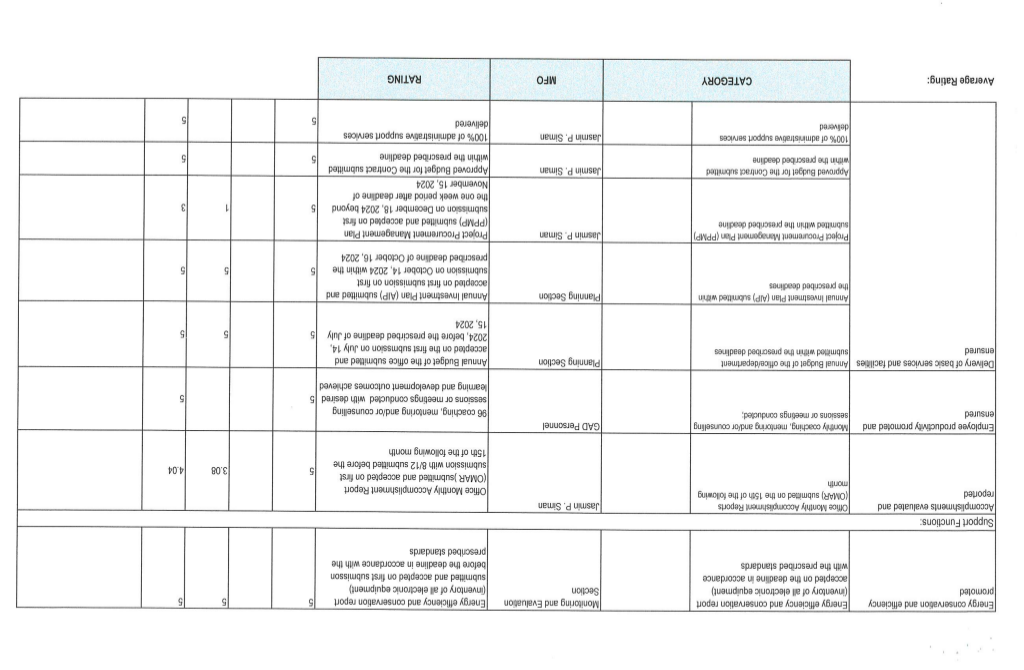 Energy conservation and efficiency
promoted
Energy efficiency and conservation report
(inventory of all electronic equipment)
accepted on the deadline in accordance
with the prescribed standards
Monitoring and Evaluation
Section
Energy efficiency and conservation report
(inventory of all electronic equipment)
submitted and accepted on first submisson
before the deadline in accordance with the
prescribed standards
5
5
5
Support Functions:
Accomplishments evaluated and
reported
Office Monthly Accomplishment Reports
(OMAR) submitted on the 15th of the following
month
Jasmin P. Siman
Office Monthly Accomplishment Report
(OMAR )submitted and accepted on first
submission with 8/12 submitted before the
15th of the following month
5
3.08
4.04
Employee productivity promoted and
ensured
Monthly coaching, mentoring and/or counselling
sessions or meetings conducted;
GAD Personnel
96 coaching, mentoring and/or counselling
sessions or meetings conducted with desired
learning and development outcomes achieved
5
5
Delivery of basic services and facilities
ensured
Annual Budget of the office/department
submitted within the prescribed deadlines
Planning Section
Annual Budget of the office submitted and
accepted on the first submission on July 14,
2024, before the prescribed deadline of July
15, 2024
5
5
5
Annual Investment Plan (AIP) submitted within
the prescribed deadlines
Planning Section
Annual Investment Plan (AIP) submitted and
accepted on first submission on first
submission on October 14, 2024 within the
prescribed deadline of October 16, 2024
5
5
5
Project Procurement Management Plan (PPMP)
submitted within the prescribed deadline
Jasmin P. Siman
Project Procurement Management Plan
(PPMP) submitted and accepted on first
submission on December 18, 2024 beyond
the one week period after deadline of
November 15, 2024
5
1
3
Approved Budget for the Contract submitted
within the prescribed deadline
Jasmin P. Siman
Approved Budget for the Contract submitted
within the prescribed deadline
5
5
100% of administrative support services
delivered
Jasmin P. Siman
100% of administrative support services
delivered
5
5
Average Rating:
CATEGORY
MFO
RATING